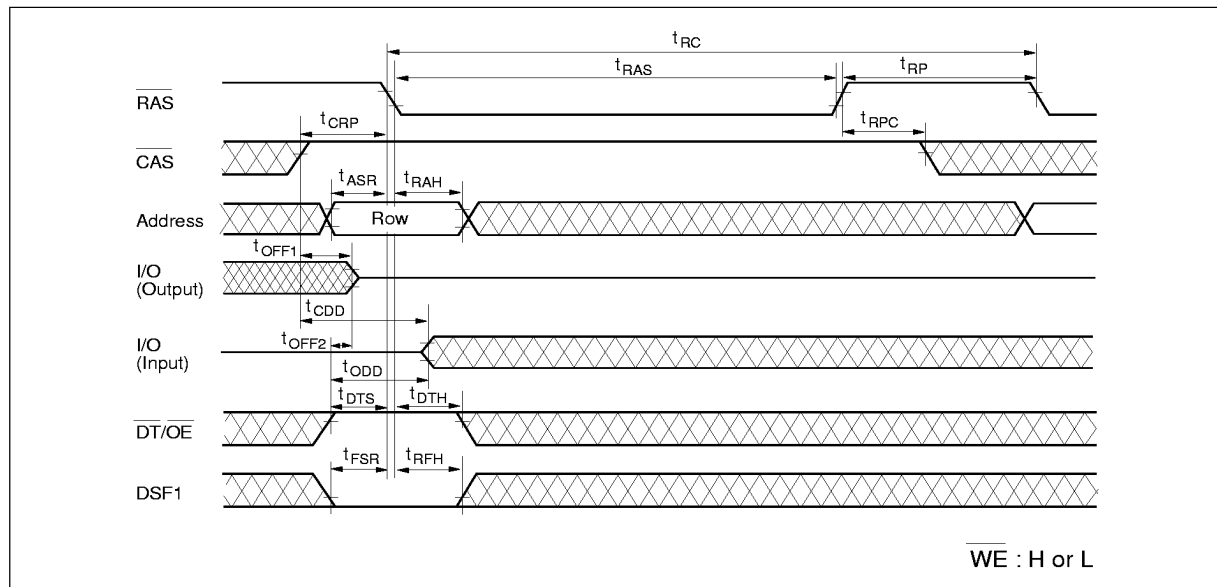 tRC
tRAS
tRP
RAS
tCRP
tRPC
CAS
tASR
tRAH
Address
Row
tOFF1
I/O
(Output)
tCDD
I/O
(Input)
tOFF2
tODD
tDTS
tDTH
DT/OE
tFSR
tRFH
DSF1
WE : H or L